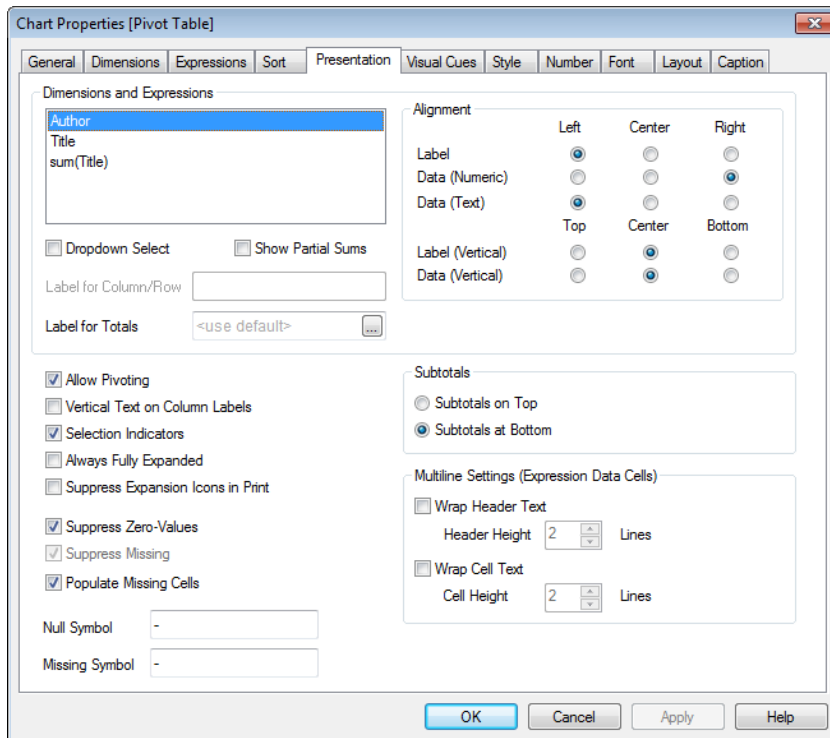 Chart Properties [Pivot Table]
General Dimensions Expressions Sort Presentation Visual Cues Style Number Font Layout Caption
Dimensions and Expressions
Author
Title
sum(Title)
Dropdown Select Show Partial Sums
Label for Column/Row
Label for Totals <use default> ...
Alignment
Left Center Right
Label
Data (Numeric)
Data (Text)
Top Center Bottom
Label (Vertical)
Data (Vertical)
Allow Pivoting
Vertical Text on Column Labels
Selection Indicators
Always Fully Expanded
Suppress Expansion Icons in Print
Suppress Zero-Values
Suppress Missing
Populate Missing Cells
Null Symbol -
Missing Symbol -
Subtotals
Subtotals on Top
Subtotals at Bottom
Multiline Settings (Expression Data Cells)
Wrap Header Text
Header Height 2 Lines
Wrap Cell Text
Cell Height 2 Lines
OK Cancel Apply Help